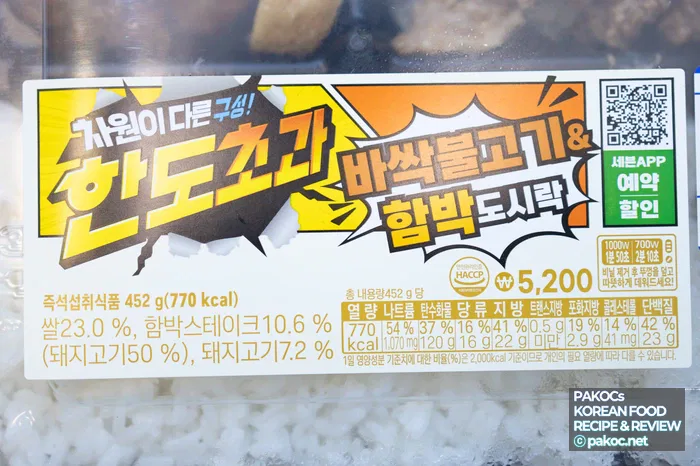 차원이 다른 구성!
한도초과
바싹불고기&
함박도시락
세븐APP
예약
할인
HACCP
₩5,200
1000W 700W
1분 50초 2분 10초
비닐 제거 후 뚜껑을 덮고
따뜻하게 데워드세요!
즉석섭취식품 452 g(770 kcal)
쌀23.0 %, 함박스테이크10.6 %
(돼지고기50 %), 돼지고기7.2 %
총 내용량452 g 당
열 량 나트륨 탄수화물 당 류 지 방 트랜스지방 포화지방 콜레스테롤 단백질
770 54 % 37 % 16 % 41 % 0.5 g 19 % 14 % 42 %
kcal 1,070 mg 120 g 16 g 22 g 미만 2.9 g 41 mg 23 g
1일 영양성분 기준치에 대한 비율(%)은 2,000kcal 기준이므로 개인의 필요 열량에 따라 다를 수 있습니다.
PAKOCs
KOREAN FOOD
RECIPE & REVIEW
© pakoc.net